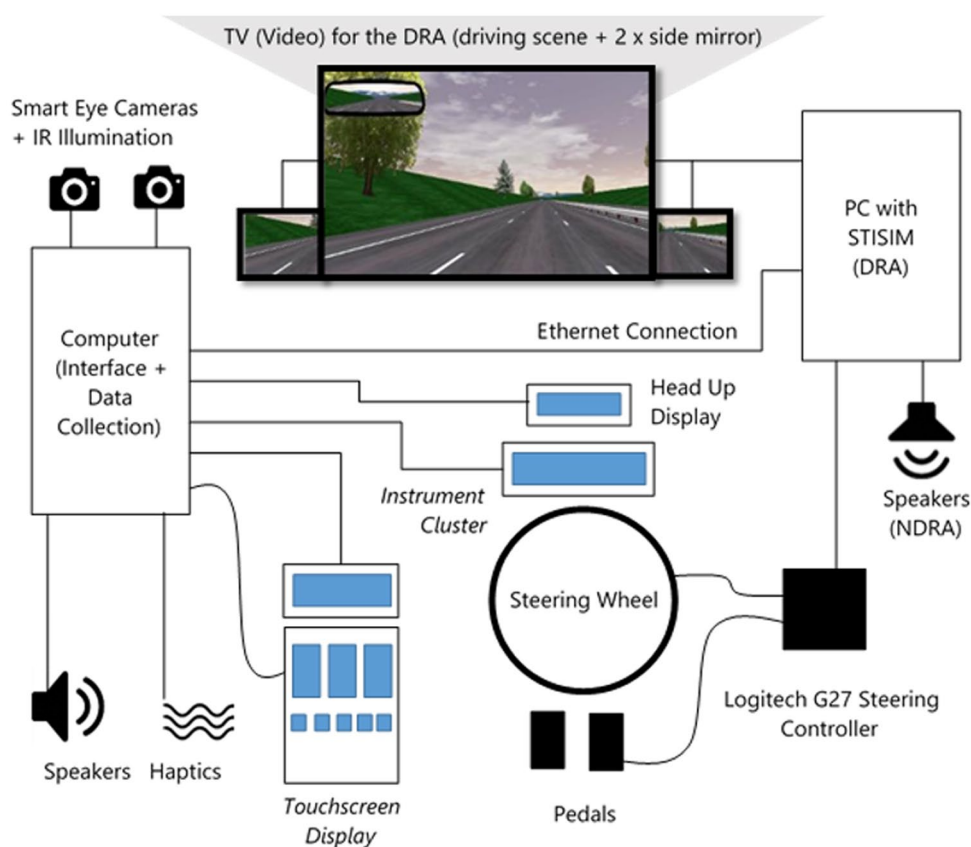 TV (Video) for the DRA (driving scene + 2 x side mirror)
Smart Eye Cameras
+ IR Illumination
PC with
STISIM
(DRA)
Computer
(Interface +
Data
Collection)
Ethernet Connection
Head Up
Display
Instrument
Cluster
Speakers
(NDRA)
Steering Wheel
Logitech G27 Steering
Controller
Speakers
Haptics
Touchscreen
Display
Pedals